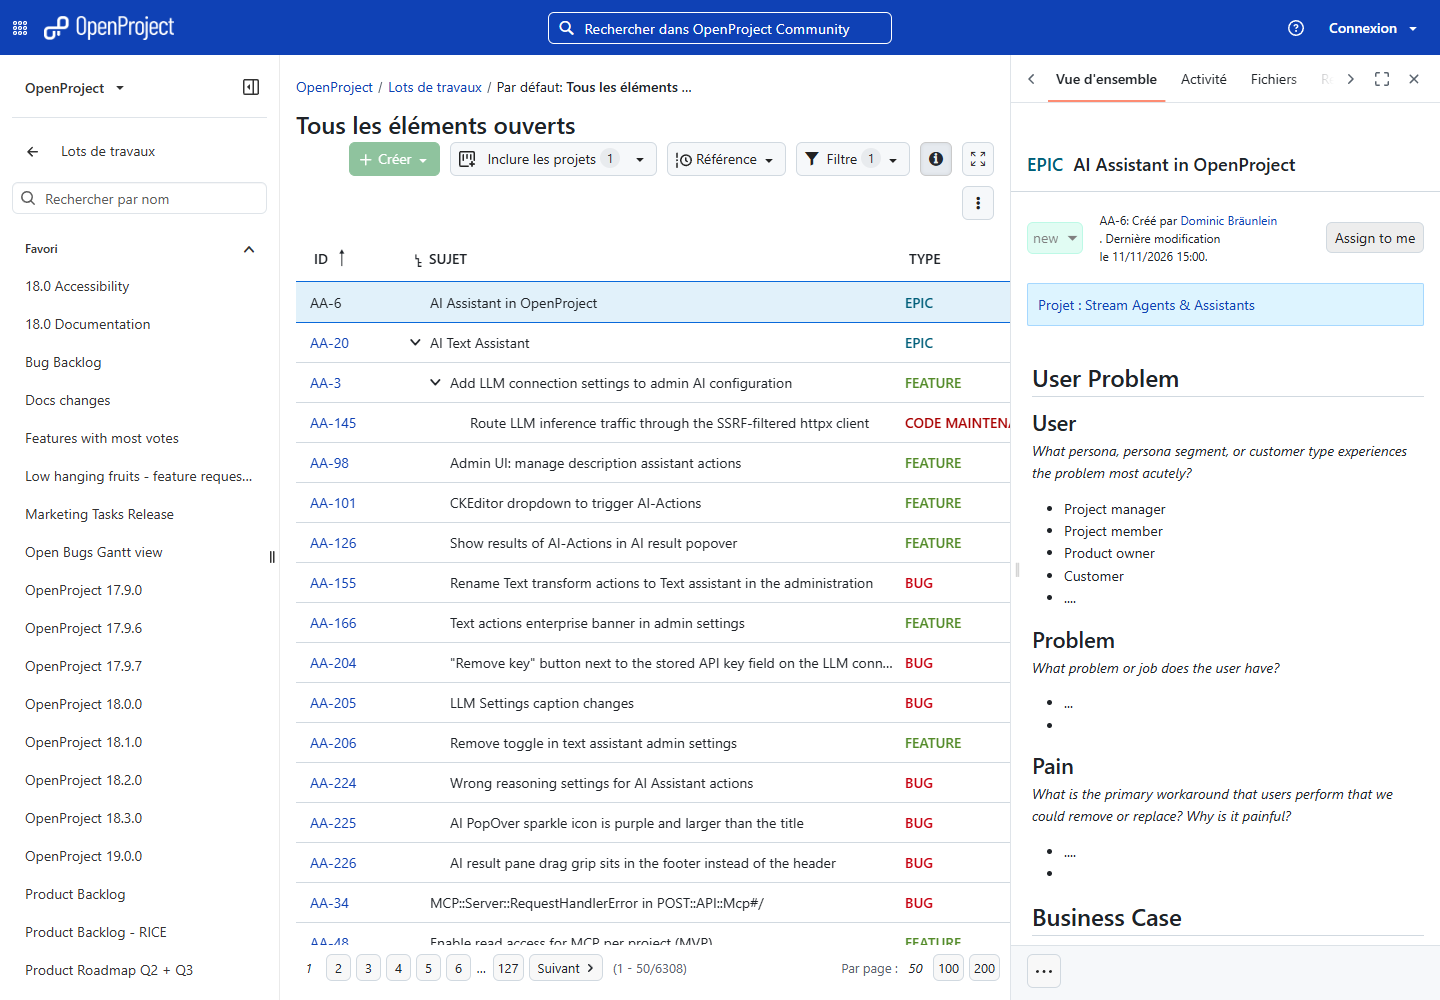 OpenProject
Rechercher dans OpenProject Community
Connexion
OpenProject
Lots de travaux
Rechercher par nom
Favori
18.0 Accessibility
18.0 Documentation
Bug Backlog
Docs changes
Features with most votes
Low hanging fruits - feature reques...
Marketing Tasks Release
Open Bugs Gantt view
OpenProject 17.9.0
OpenProject 17.9.6
OpenProject 17.9.7
OpenProject 18.0.0
OpenProject 18.1.0
OpenProject 18.2.0
OpenProject 18.3.0
OpenProject 19.0.0
Product Backlog
Product Backlog - RICE
Product Roadmap Q2 + Q3
OpenProject / Lots de travaux / Par défaut: Tous les éléments ...
Tous les éléments ouverts
Créer
Inclure les projets 1
Référence
Filtre 1
ID SUJET TYPE
AA-6 AI Assistant in OpenProject EPIC
AA-20 AI Text Assistant EPIC
AA-3 Add LLM connection settings to admin AI configuration FEATURE
AA-145 Route LLM inference traffic through the SSRF-filtered httpx client CODE MAINTENA
AA-98 Admin UI: manage description assistant actions FEATURE
AA-101 CKEditor dropdown to trigger AI-Actions FEATURE
AA-126 Show results of AI-Actions in AI result popover FEATURE
AA-155 Rename Text transform actions to Text assistant in the administration BUG
AA-166 Text actions enterprise banner in admin settings FEATURE
AA-204 "Remove key" button next to the stored API key field on the LLM conn... BUG
AA-205 LLM Settings caption changes BUG
AA-206 Remove toggle in text assistant admin settings FEATURE
AA-224 Wrong reasoning settings for AI Assistant actions BUG
AA-225 AI PopOver sparkle icon is purple and larger than the title BUG
AA-226 AI result pane drag grip sits in the footer instead of the header BUG
AA-34 MCP::Server::RequestHandlerError in POST::API::Mcp#/ BUG
AA-48 Enable read access for MCP per project (MVP) FEATURE
1 2 3 4 5 6 ... 127 Suivant (1 - 50/6308)
Par page : 50 100 200
Vue d'ensemble Activité Fichiers
EPIC AI Assistant in OpenProject
new
AA-6: Créé par Dominic Bräunlein
. Dernière modification
le 11/11/2026 15:00.
Assign to me
Projet : Stream Agents & Assistants
User Problem
User
What persona, persona segment, or customer type experiences
the problem most acutely?
Project manager
Project member
Product owner
Customer
....
Problem
What problem or job does the user have?
...
Pain
What is the primary workaround that users perform that we
could remove or replace? Why is it painful?
....
Business Case